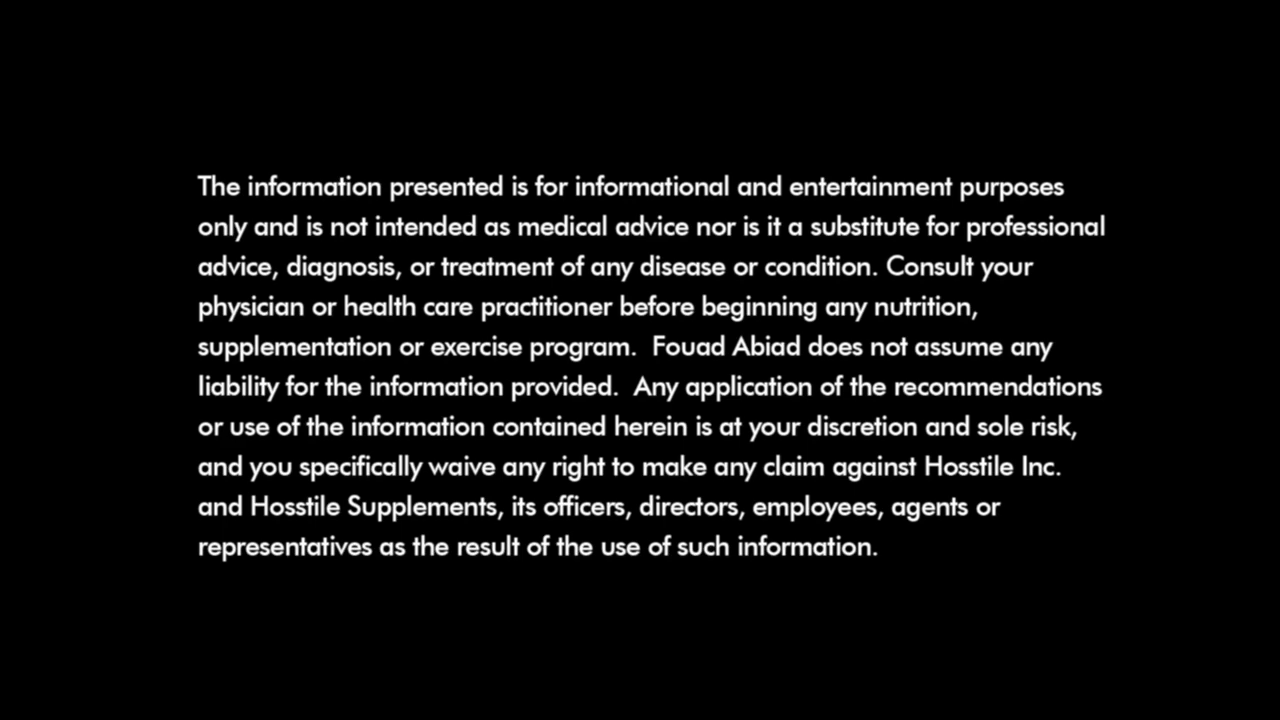 The information presented is for informational and entertainment purposes
only and is not intended as medical advice nor is it a substitute for professional
advice, diagnosis, or treatment of any disease or condition. Consult your
physician or health care practitioner before beginning any nutrition,
supplementation or exercise program.  Fouad Abiad does not assume any
liability for the information provided.  Any application of the recommendations
or use of the information contained herein is at your discretion and sole risk,
and you specifically waive any right to make any claim against Hosstile Inc.
and Hosstile Supplements, its officers, directors, employees, agents or
representatives as the result of the use of such information.